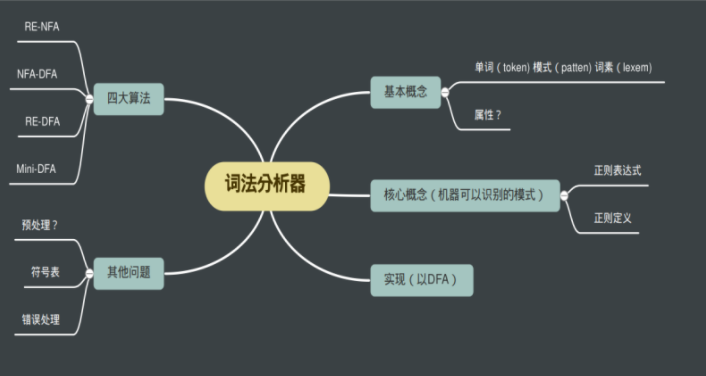 词法分析器
四大算法
RE-NFA
NFA-DFA
RE-DFA
Mini-DFA
其他问题
预处理？
符号表
错误处理
基本概念
单词（token) 模式（patten) 词素（lexem)
属性？
核心概念（机器可以识别的模式）
正则表达式
正则定义
实现（以DFA）